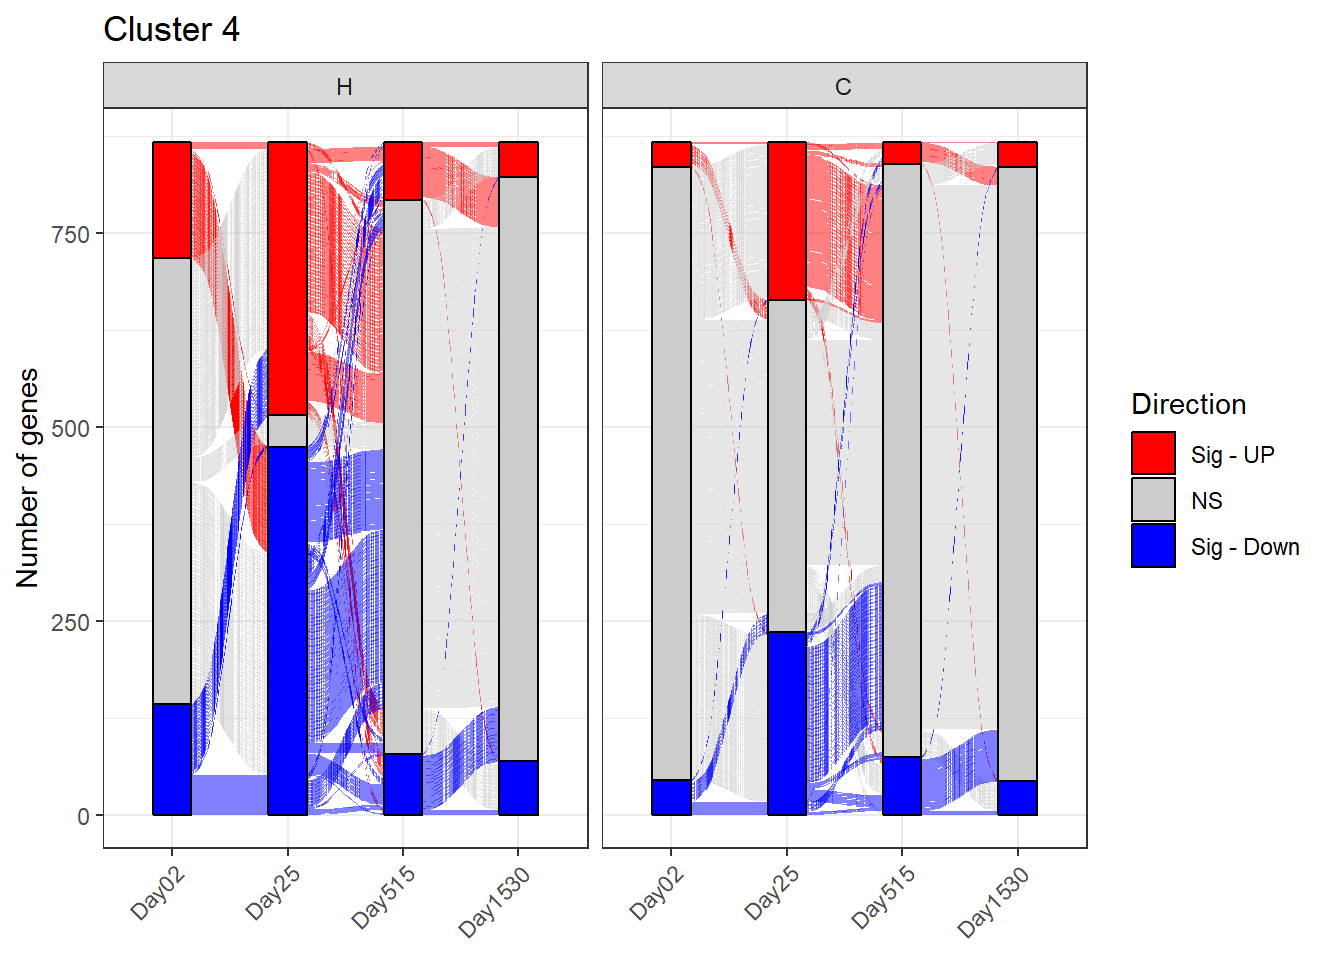 Cluster 4
H
C
Number of genes
750
500
250
0
Day02
Day25
Day515
Day1530
Day02
Day25
Day515
Day1530
Direction
Sig - UP
NS
Sig - Down